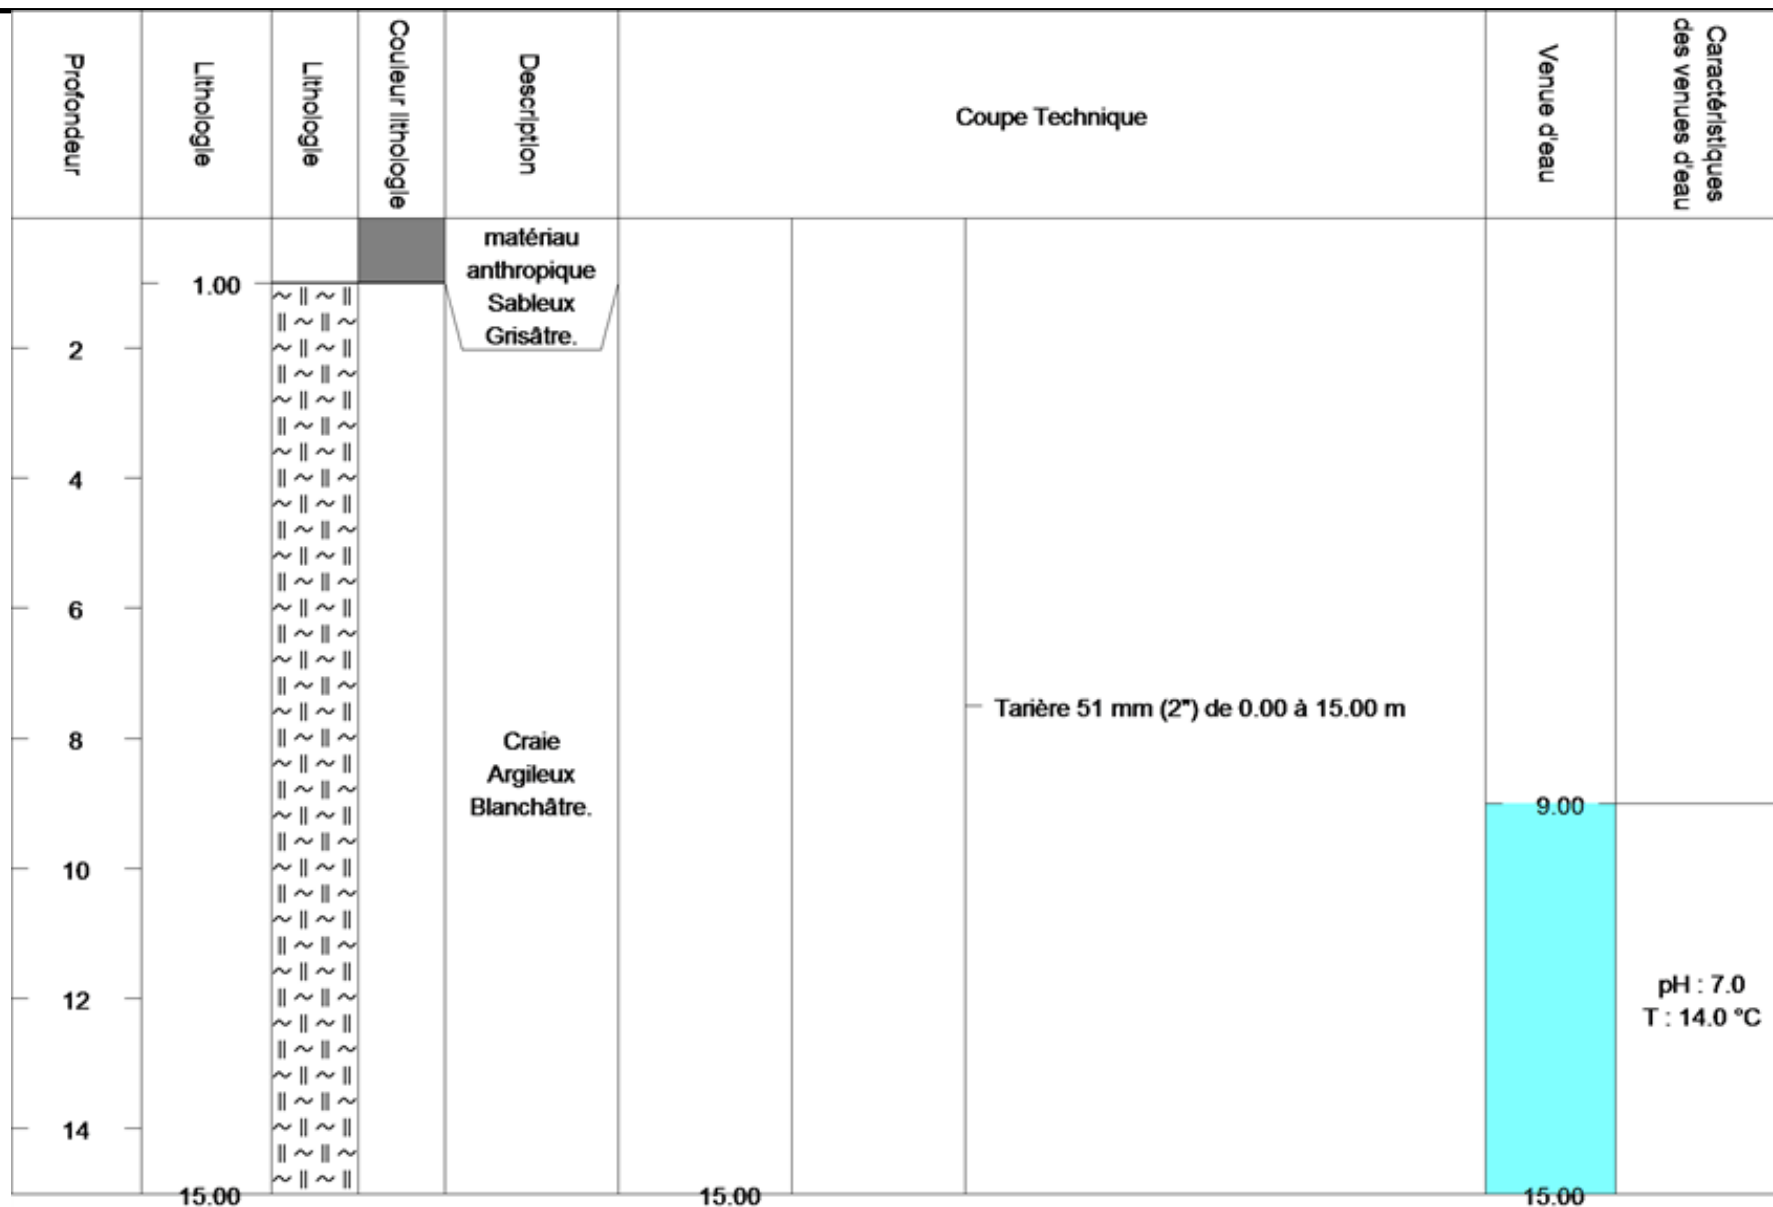 Profondeur
Lithologie
Lithologie
Couleur lithologie
Description
Coupe Technique
Venue d'eau
Caractéristiques
des venues d'eau
matériau
anthropique
Sableux
Grisâtre.
1.00
2
4
6
Tarière 51 mm (2") de 0.00 à 15.00 m
8
Craie
Argileux
Blanchâtre.
9.00
10
12
pH : 7.0
T : 14.0 °C
14
15.00
15.00
15.00